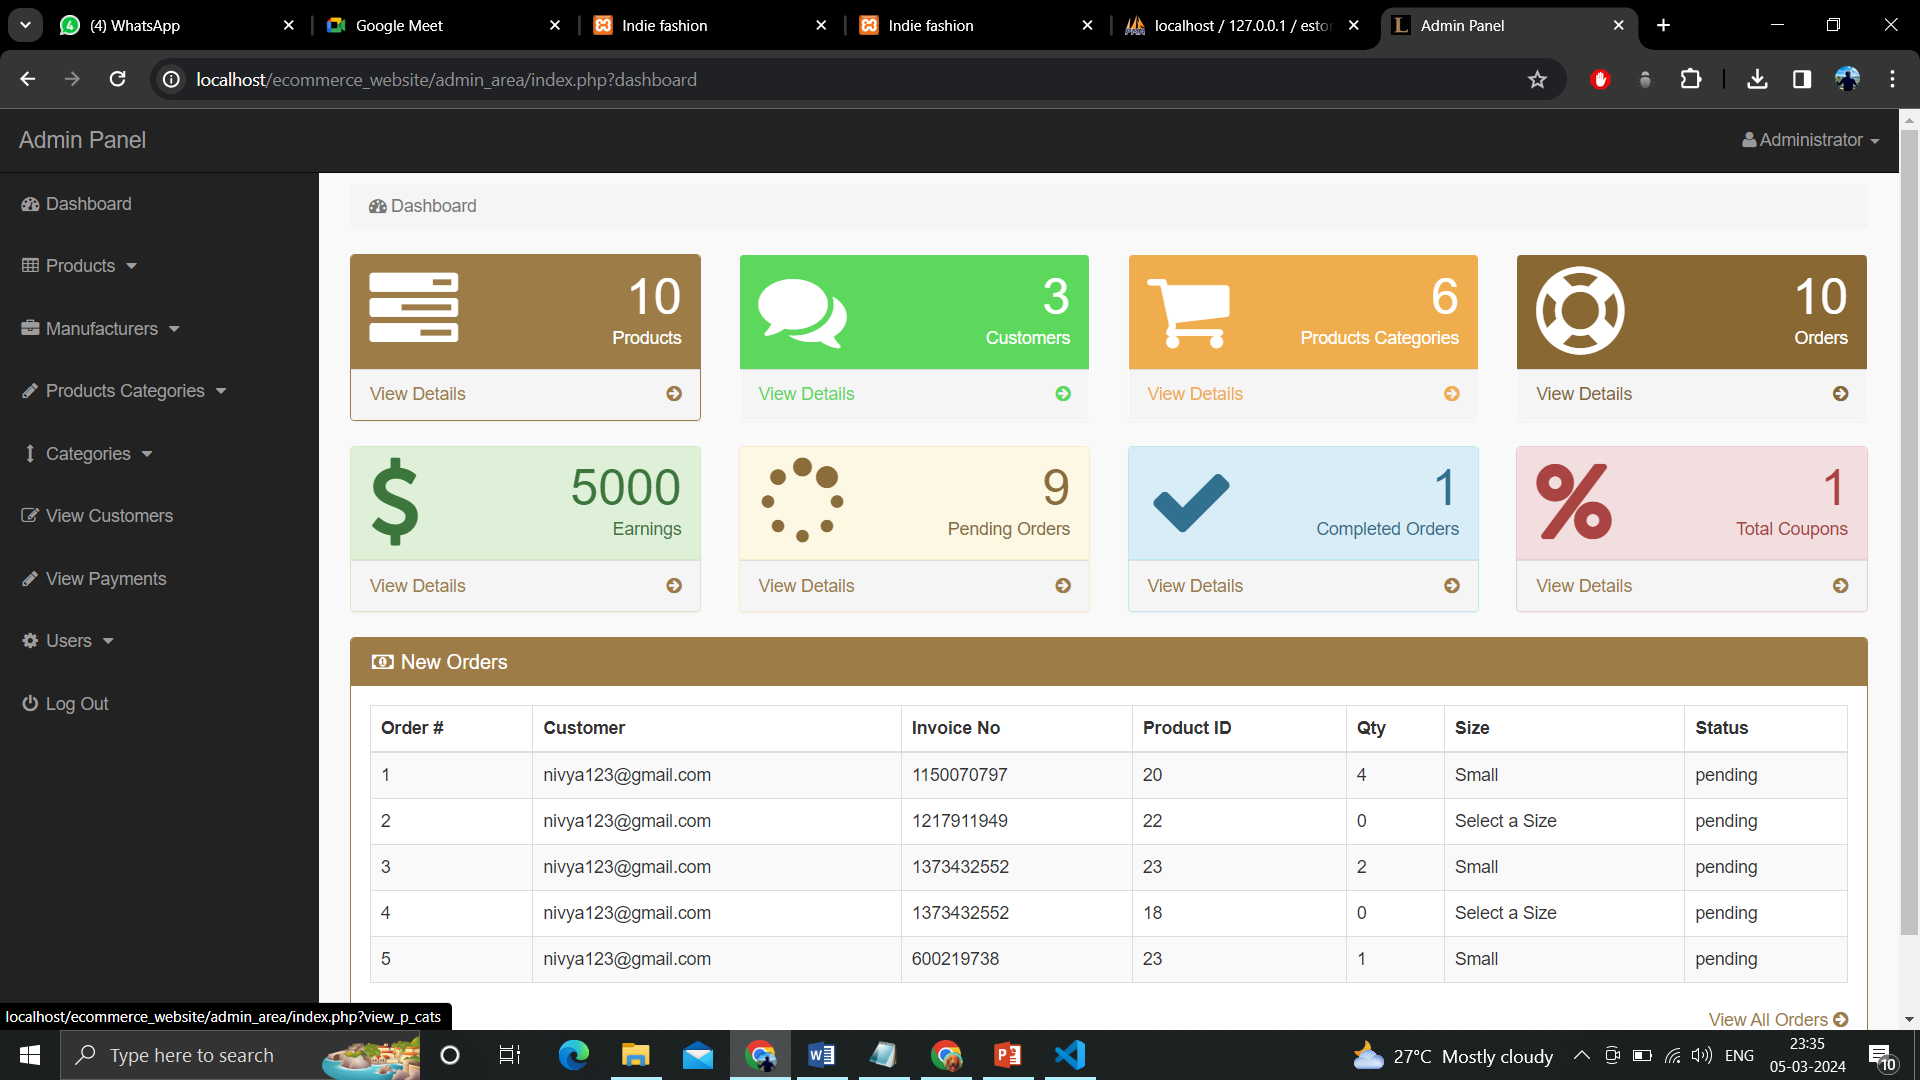 (4) WhatsApp
Google Meet
Indie fashion
Indie fashion
localhost / 127.0.0.1 / esto
Admin Panel
localhost/ecommerce_website/admin_area/index.php?dashboard
Admin Panel
Administrator
Dashboard
Products
Manufacturers
Products Categories
Categories
View Customers
View Payments
Users
Log Out
Dashboard
10
Products
View Details
3
Customers
View Details
6
Products Categories
View Details
10
Orders
View Details
5000
Earnings
View Details
9
Pending Orders
View Details
1
Completed Orders
View Details
1
Total Coupons
View Details
New Orders
Order # Customer Invoice No Product ID Qty Size Status
1 nivya123@gmail.com 1150070797 20 4 Small pending
2 nivya123@gmail.com 1217911949 22 0 Select a Size pending
3 nivya123@gmail.com 1373432552 23 2 Small pending
4 nivya123@gmail.com 1373432552 18 0 Select a Size pending
5 nivya123@gmail.com 600219738 23 1 Small pending
View All Orders
localhost/ecommerce_website/admin_area/index.php?view_p_cats
Type here to search
27°C Mostly cloudy
ENG
23:35
05-03-2024
10